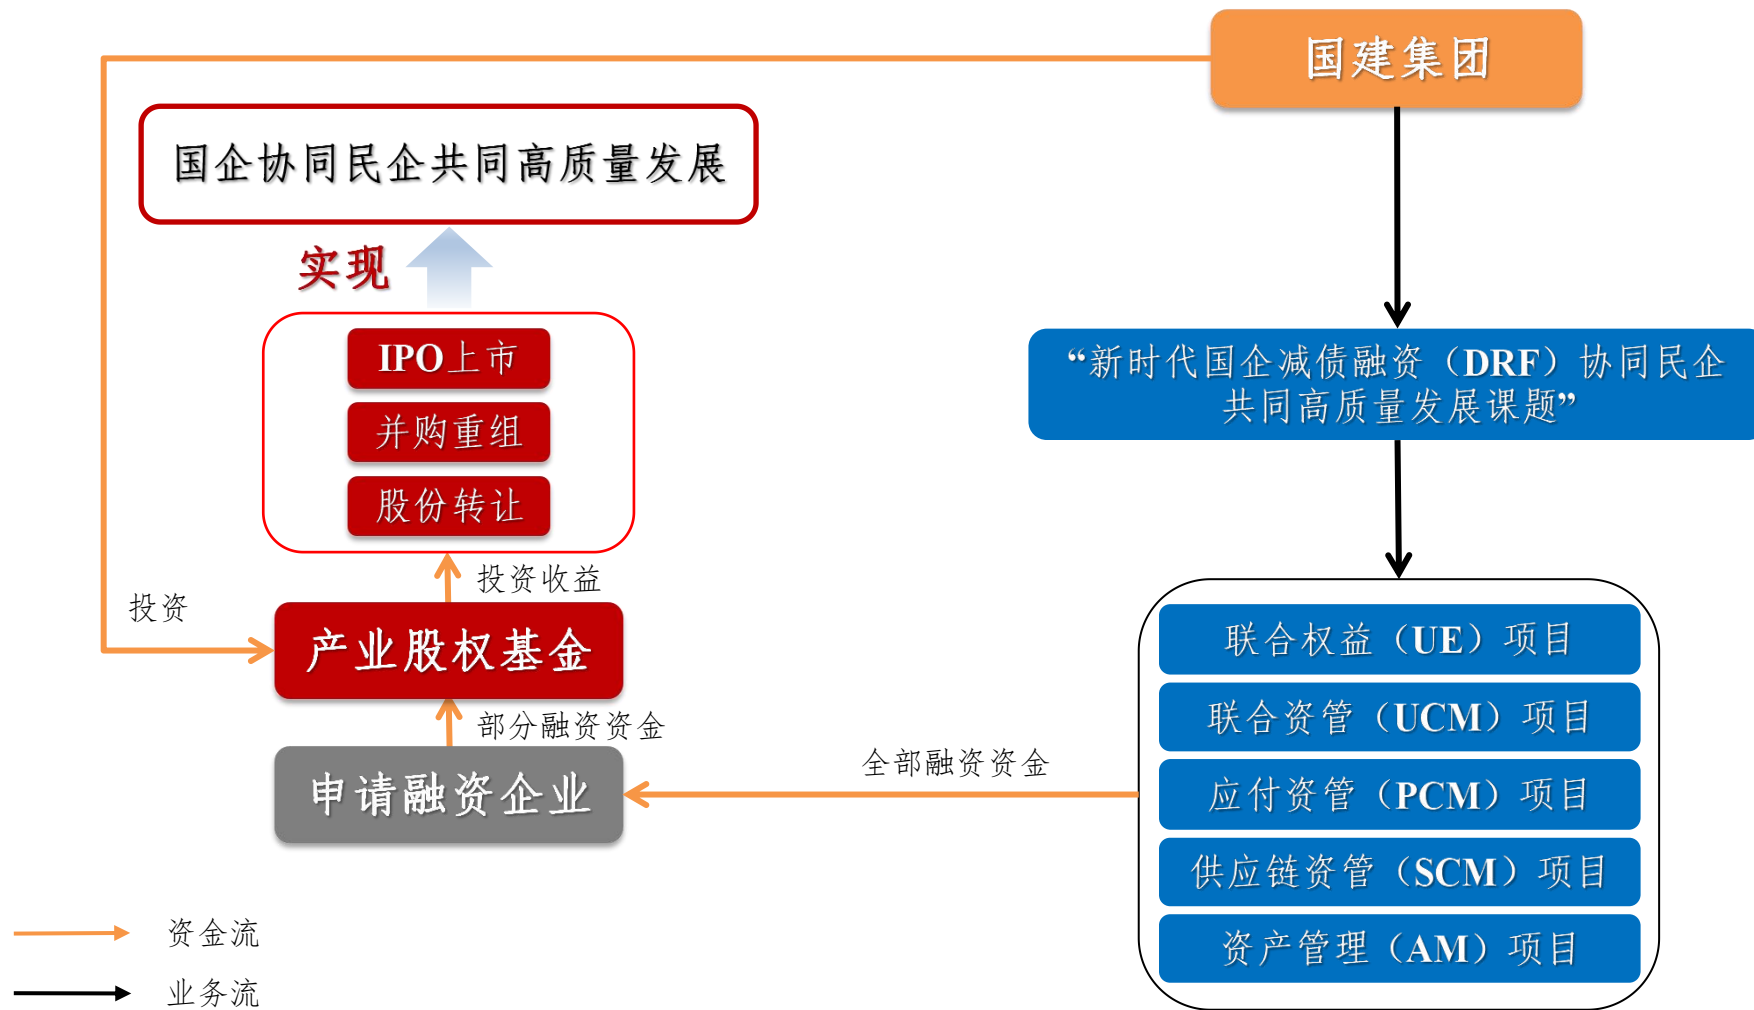 国建集团
国企协同民企共同高质量发展
实现
IPO上市
并购重组
股份转让
“新时代国企减债融资（DRF）协同民企
共同高质量发展课题”
投资收益
投资
产业股权基金
部分融资资金
申请融资企业
全部融资资金
联合权益（UE）项目
联合资管（UCM）项目
应付资管（PCM）项目
供应链资管（SCM）项目
资产管理（AM）项目
资金流
业务流